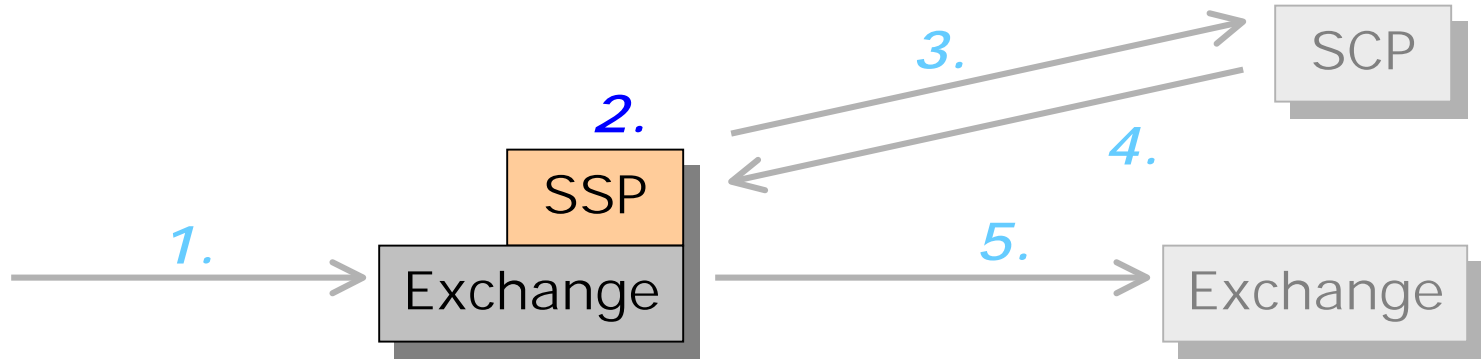 3.
SCP
2.
4.
SSP
1.
5.
Exchange
Exchange